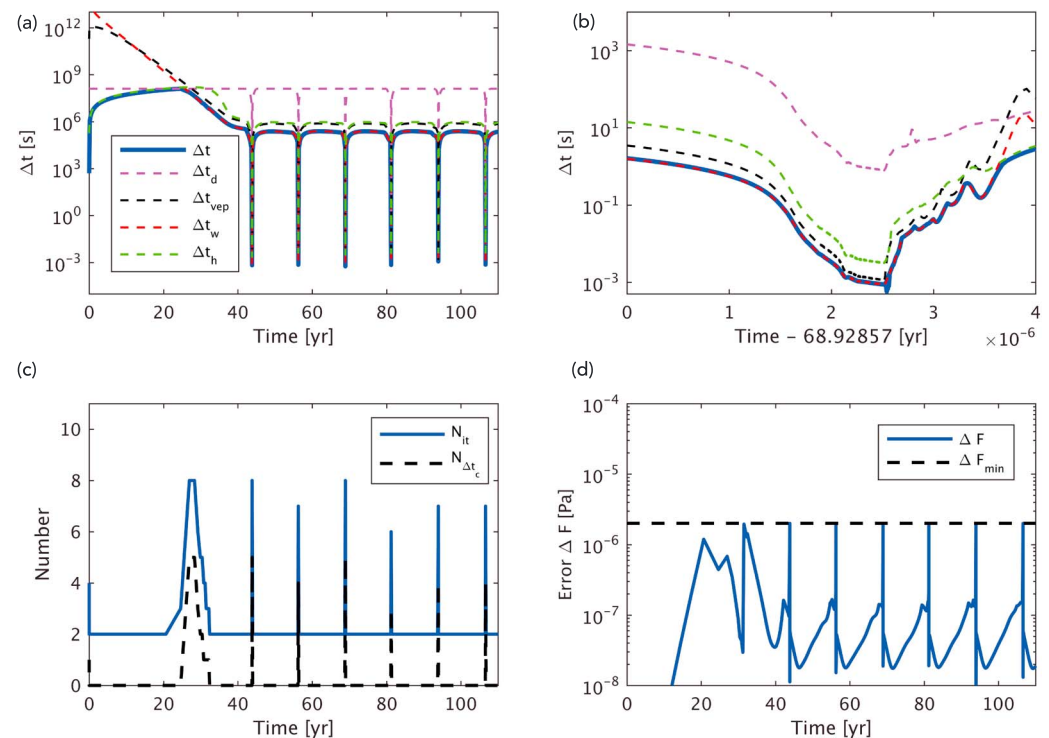 (a)
10^12
10^9
10^6
10^3
10^0
10^-3
Δt [s]
Δt
Δt_d
Δt_vep
Δt_w
Δt_h
0 20 40 60 80 100
Time [yr]
(b)
10^3
10^1
10^-1
10^-3
Δt [s]
0 1 2 3 4
Time − 68.92857 [yr] ×10^-6
(c)
10
8
6
4
2
0
Number
N_it
N_Δt_c
0 20 40 60 80 100
Time [yr]
(d)
10^-4
10^-5
10^-6
10^-7
10^-8
Error Δ F [Pa]
Δ F
Δ F_min
0 20 40 60 80 100
Time [yr]